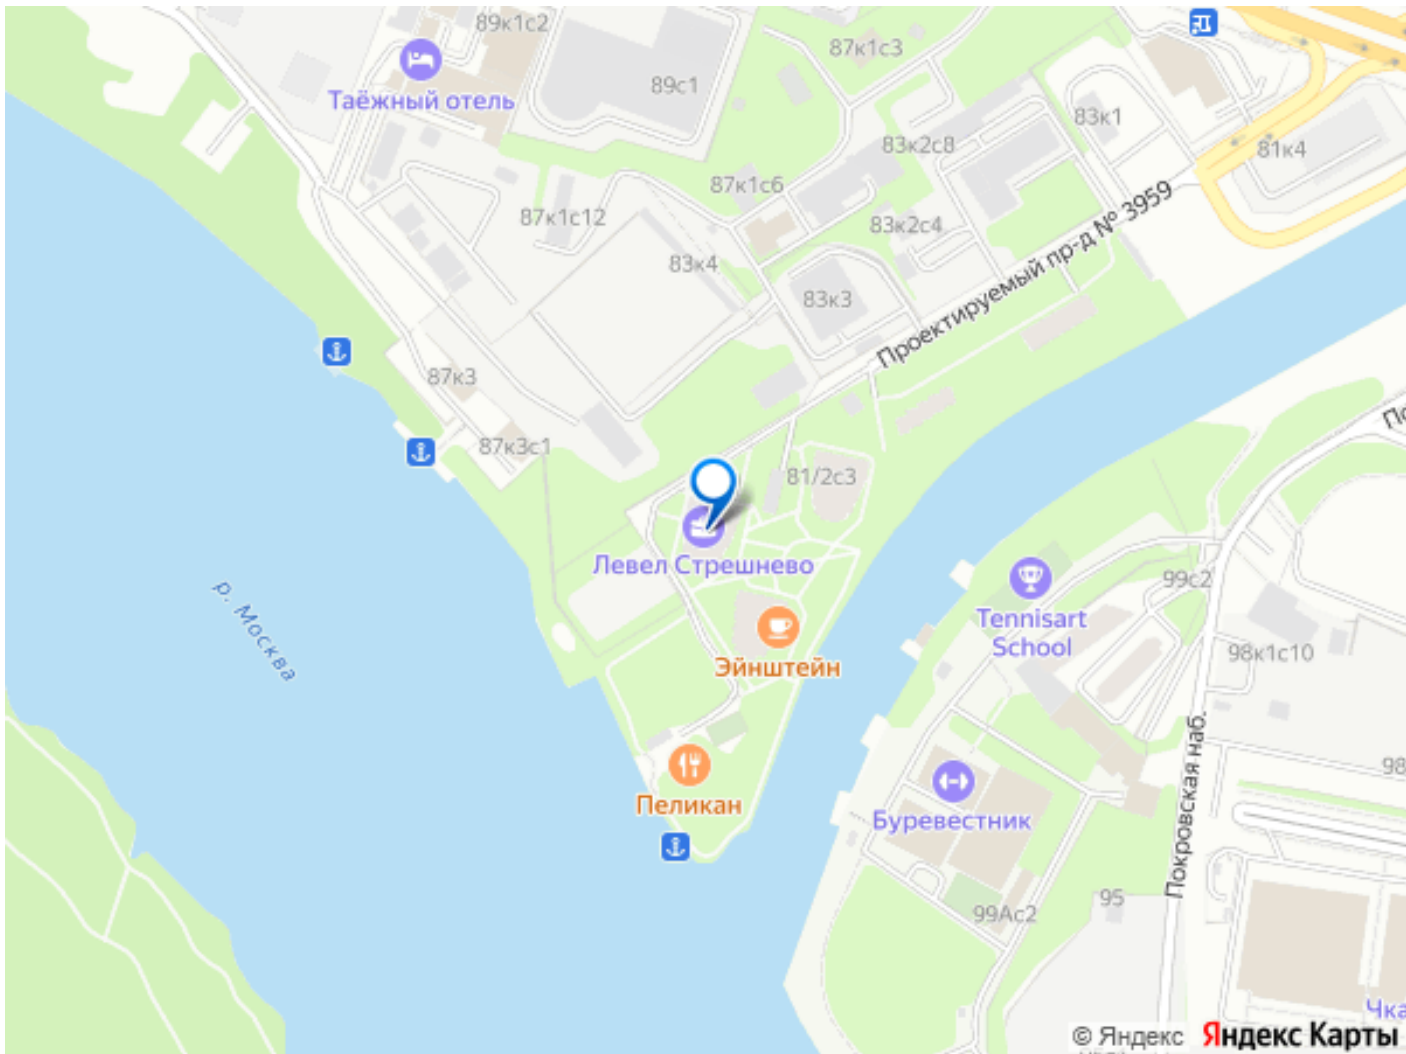 89к1с2
87к1с3
Таёжный отель
89с1
83к1
83к2с8
81к4
87к1с6
87к1с12
83к2с4
Проектируемый пр-д № 3959
83к4
83к3
87к3
87к3с1
81/2с3
Левел Стрешнево
99с2
р. Москва
Tennisart
School
98к1с10
Эйнштейн
Покровская наб.
98
Пеликан
Буревестник
95
99Ас2
Чка
© Яндекс Яндекс Карты